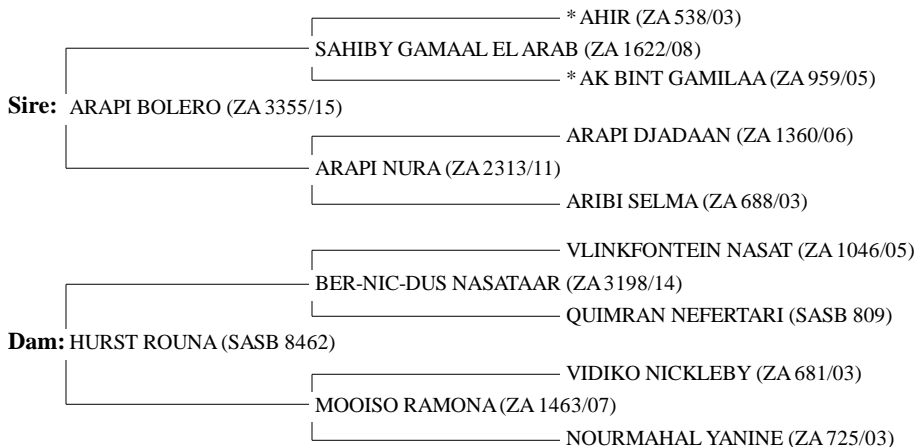 * AHIR (ZA 538/03)
SAHIBY GAMAAL EL ARAB (ZA 1622/08)
* AK BINT GAMILAA (ZA 959/05)
Sire: ARAPI BOLERO (ZA 3355/15)
ARAPI DJADAAN (ZA 1360/06)
ARAPI NURA (ZA 2313/11)
ARIBI SELMA (ZA 688/03)
VLINKFONTEIN NASAT (ZA 1046/05)
BER-NIC-DUS NASATAAR (ZA 3198/14)
QUIMRAN NEFERTARI (SASB 809)
Dam: HURST ROUNA (SASB 8462)
VIDIKO NICKLEBY (ZA 681/03)
MOOISO RAMONA (ZA 1463/07)
NOURMAHAL YANINE (ZA 725/03)